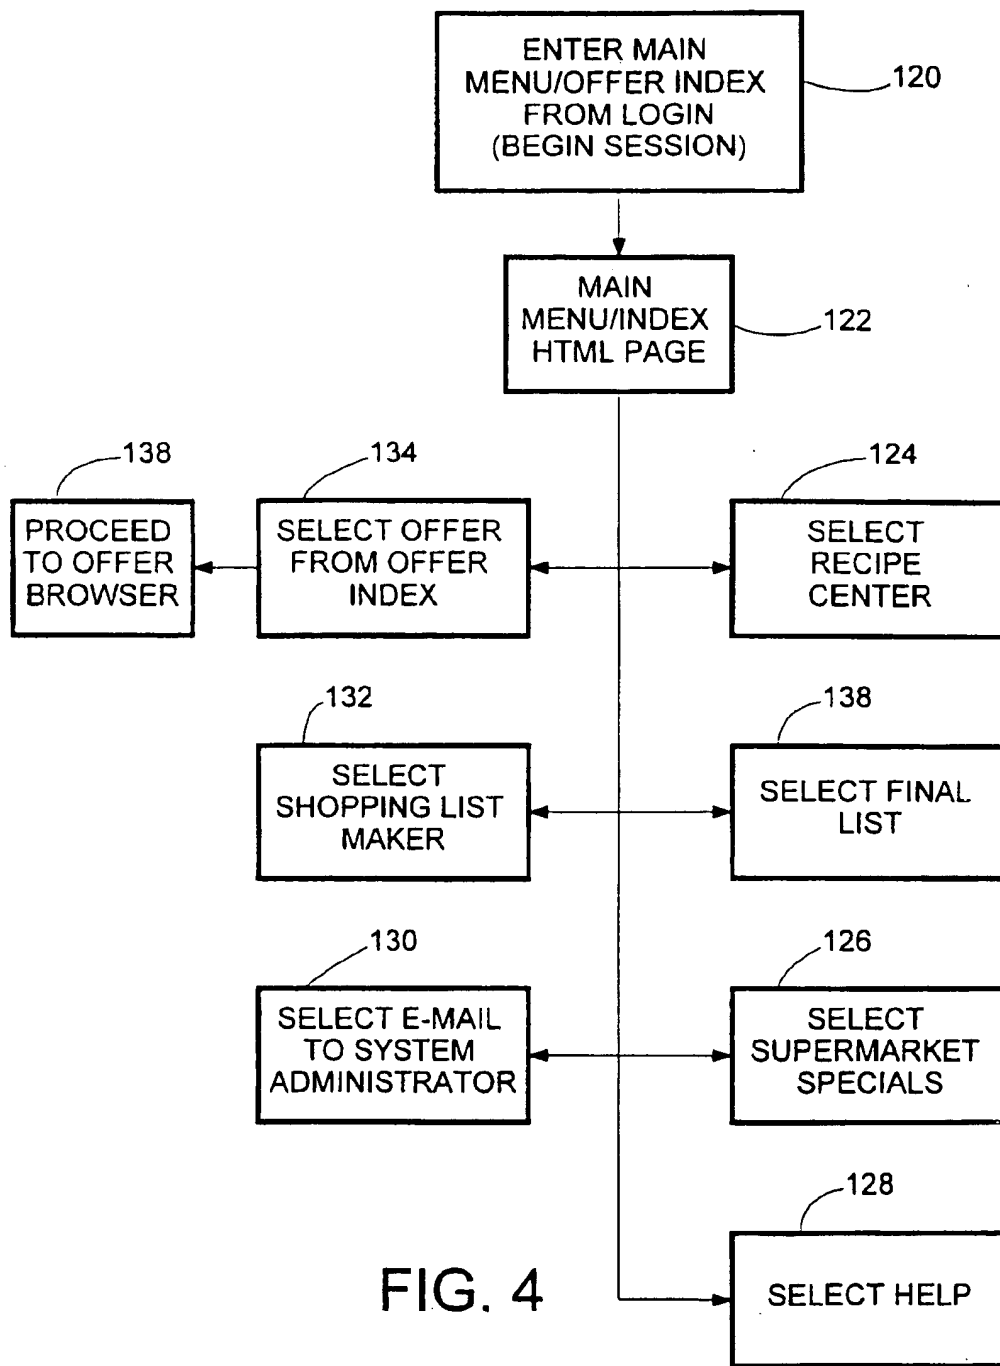 ENTER MAIN
MENU/OFFER INDEX
FROM LOGIN
(BEGIN SESSION)
120
MAIN
MENU/INDEX
HTML PAGE
122
138
PROCEED
TO OFFER
BROWSER
134
SELECT OFFER
FROM OFFER
INDEX
124
SELECT
RECIPE
CENTER
132
SELECT
SHOPPING LIST
MAKER
138
SELECT FINAL
LIST
130
SELECT E-MAIL
TO SYSTEM
ADMINISTRATOR
126
SELECT
SUPERMARKET
SPECIALS
128
SELECT HELP
FIG. 4